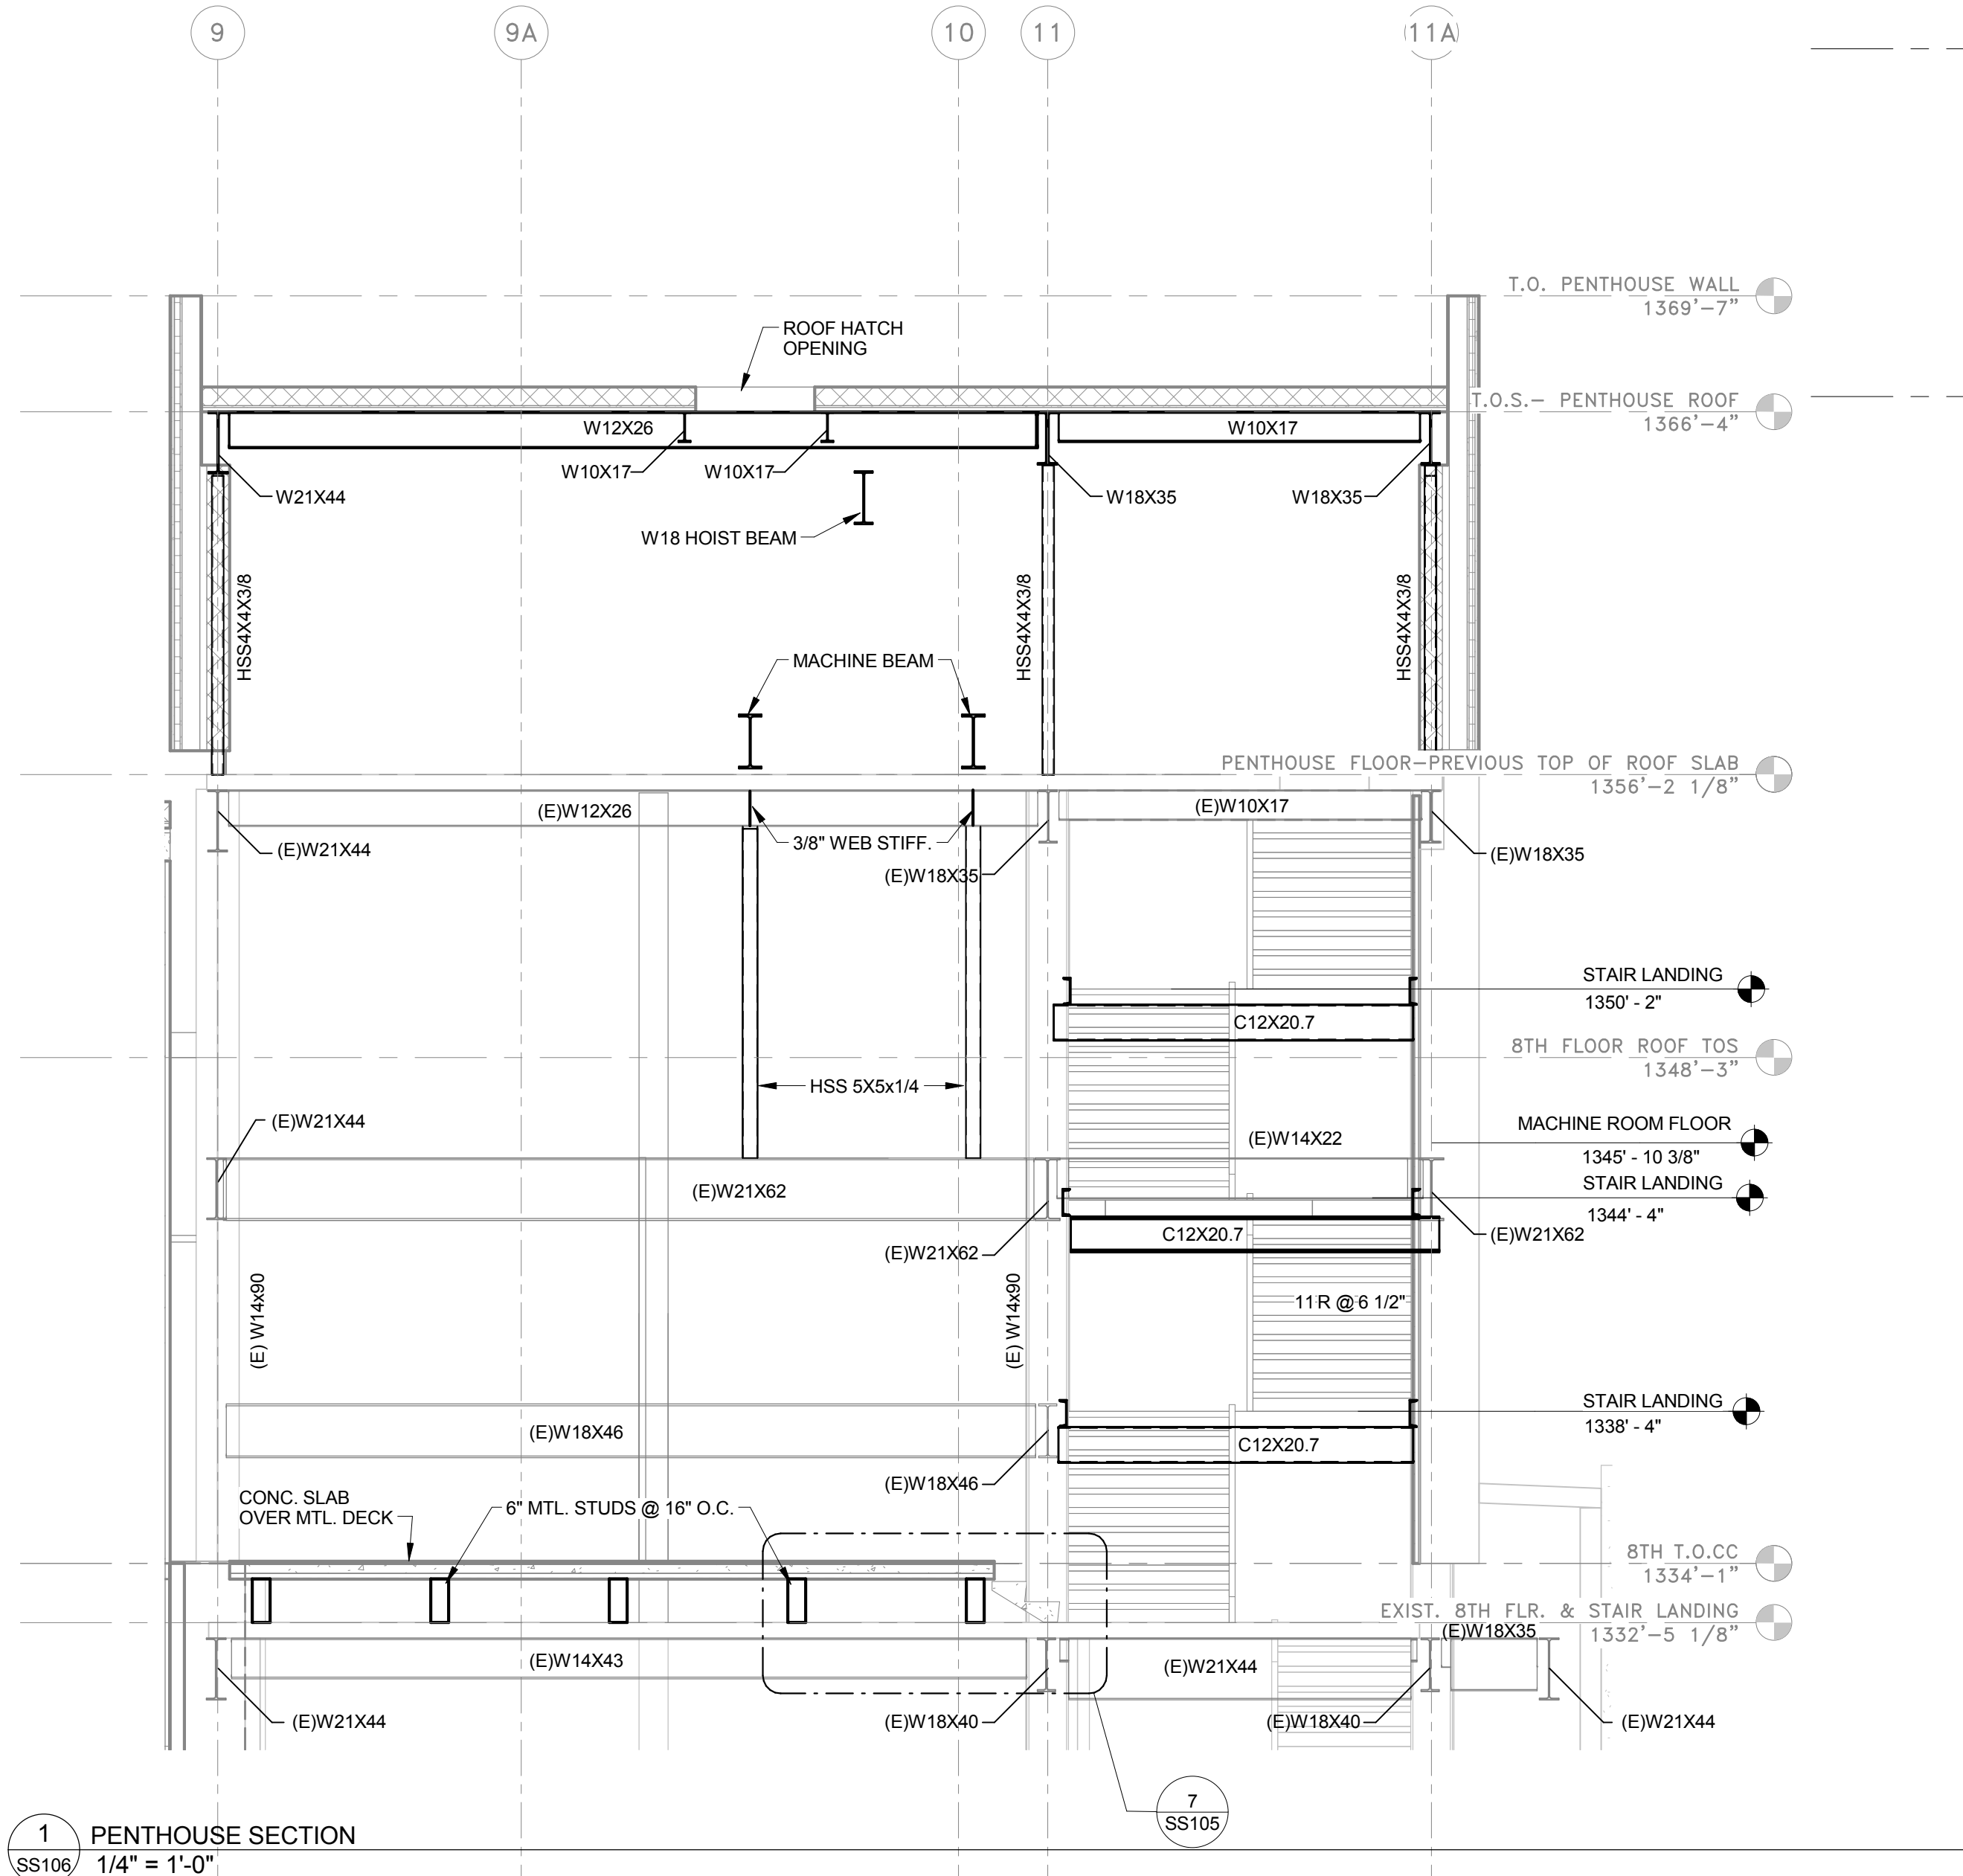 9
9A
10
11
11A
T.O. PENTHOUSE WALL
1369'-7"
ROOF HATCH
OPENING
T.O.S.- PENTHOUSE ROOF
1366'-4"
W12X26
W10X17
W10X17
W10X17
W21X44
W18X35
W18X35
W18 HOIST BEAM
HSS4X4X3/8
HSS4X4X3/8
HSS4X4X3/8
MACHINE BEAM
PENTHOUSE FLOOR-PREVIOUS TOP OF ROOF SLAB
1356'-2 1/8"
(E)W12X26
(E)W10X17
(E)W21X44
3/8" WEB STIFF.
(E)W18X35
(E)W18X35
STAIR LANDING
1350' - 2"
C12X20.7
8TH FLOOR ROOF TOS
1348'-3"
HSS 5X5x1/4
(E)W21X44
(E)W14X22
MACHINE ROOM FLOOR
1345' - 10 3/8"
(E)W21X62
STAIR LANDING
1344' - 4"
C12X20.7
(E)W21X62
(E)W21X62
(E) W14x90
(E) W14x90
11 R @ 6 1/2"
STAIR LANDING
1338' - 4"
(E)W18X46
C12X20.7
(E)W18X46
CONC. SLAB
OVER MTL. DECK
6" MTL. STUDS @ 16" O.C.
8TH T.O.CC
1334'-1"
EXIST. 8TH FLR. & STAIR LANDING
1332'-5 1/8"
(E)W18X35
(E)W14X43
(E)W21X44
(E)W21X44
(E)W18X40
(E)W18X40
(E)W21X44
7
SS105
1
SS106
PENTHOUSE SECTION
1/4" = 1'-0"